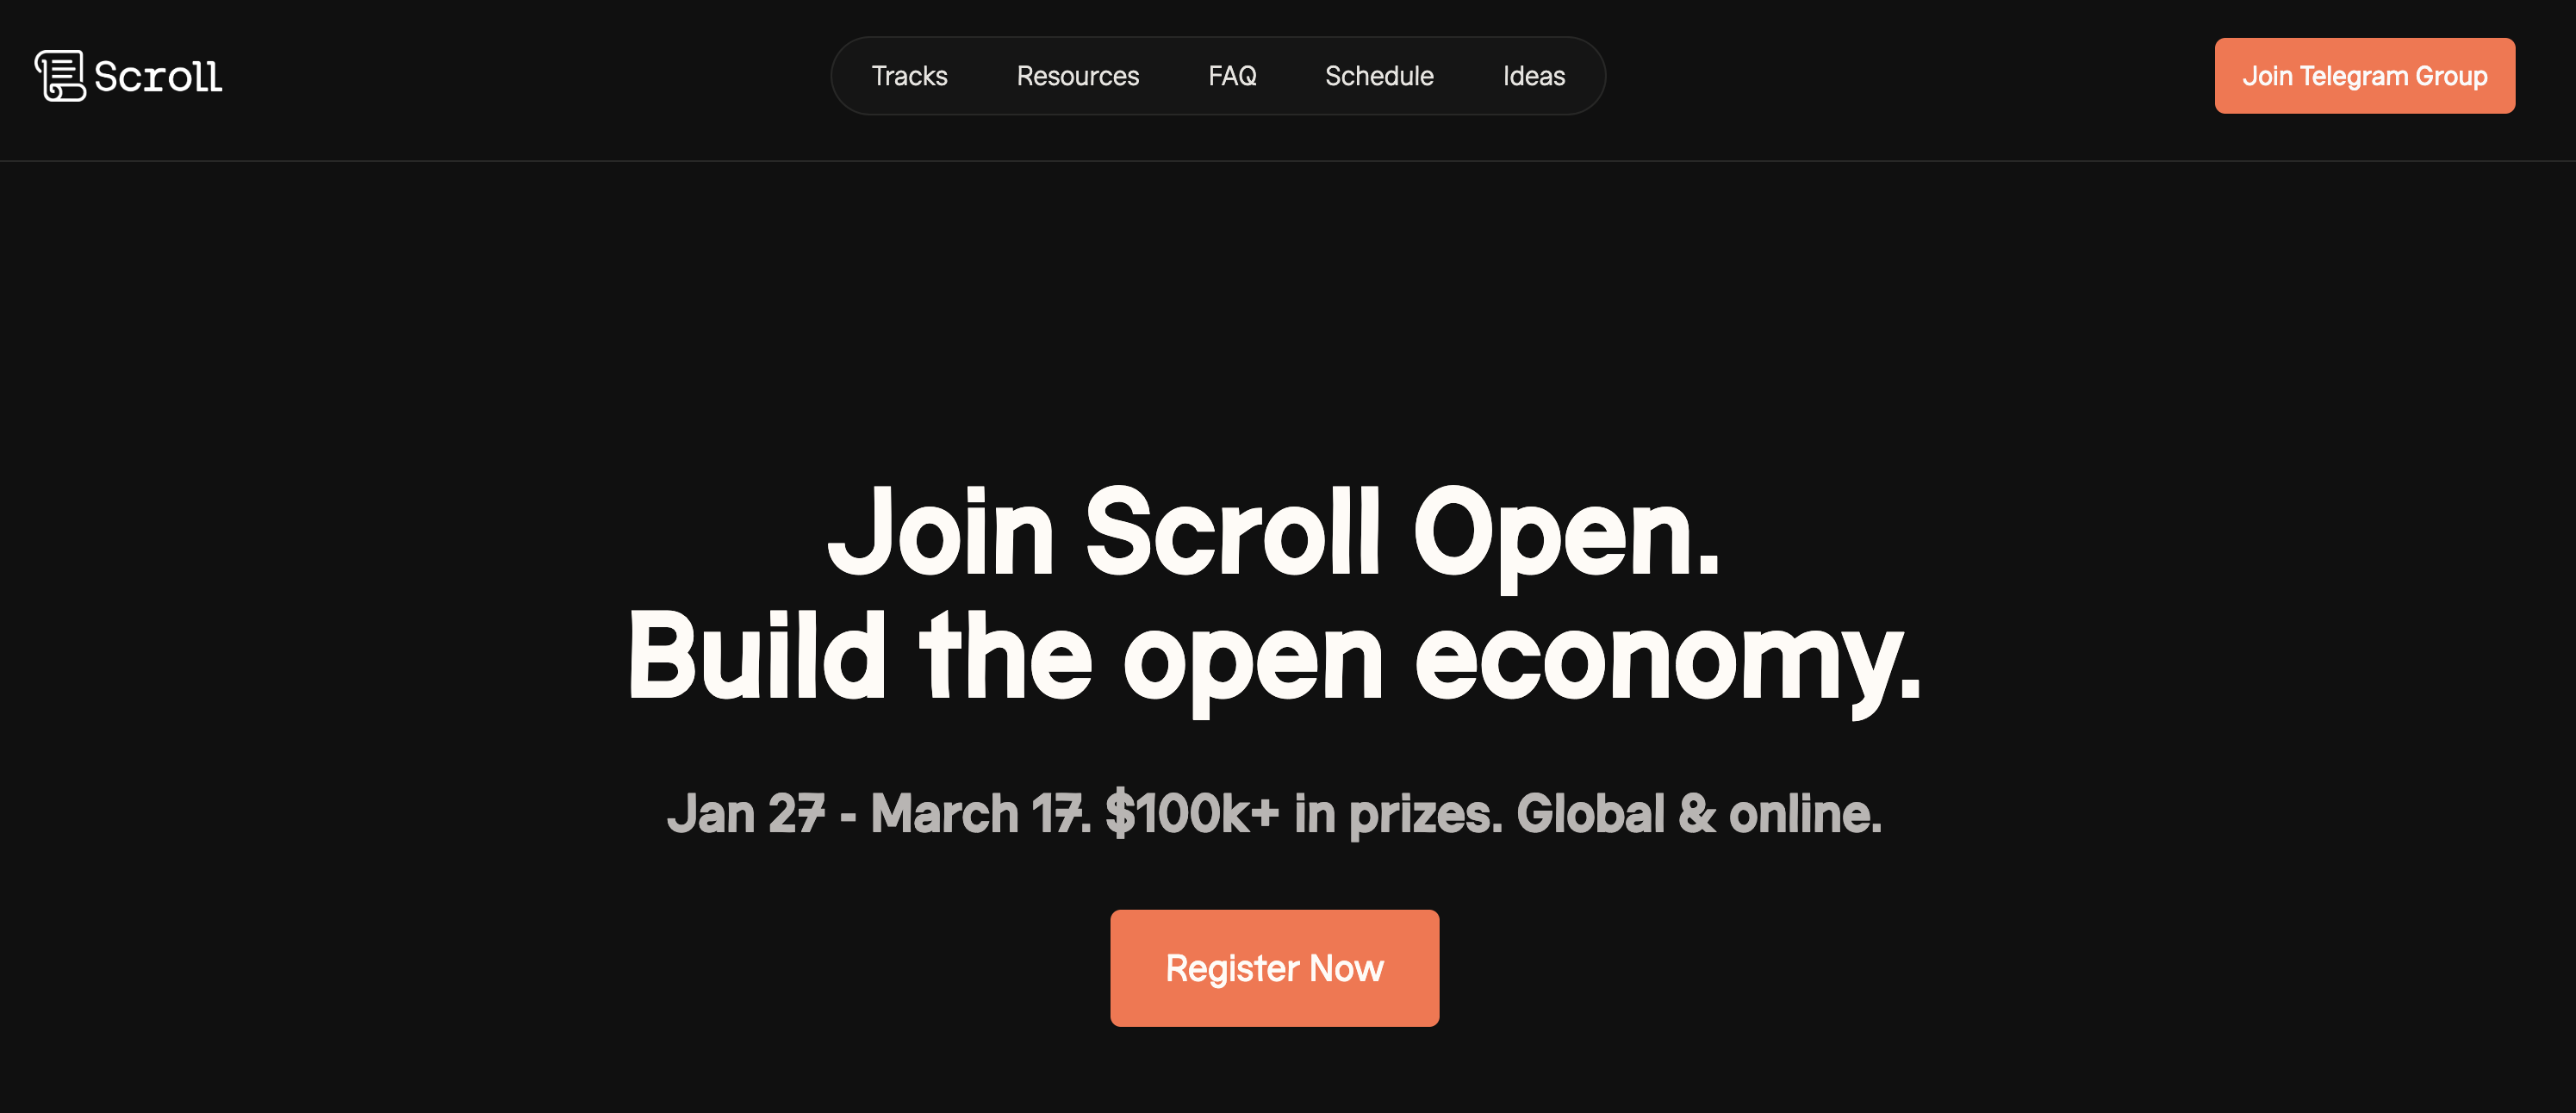 Scroll
Tracks Resources FAQ Schedule Ideas
Join Telegram Group
Join Scroll Open.
Build the open economy.
Jan 27 - March 17. $100k+ in prizes. Global & online.
Register Now